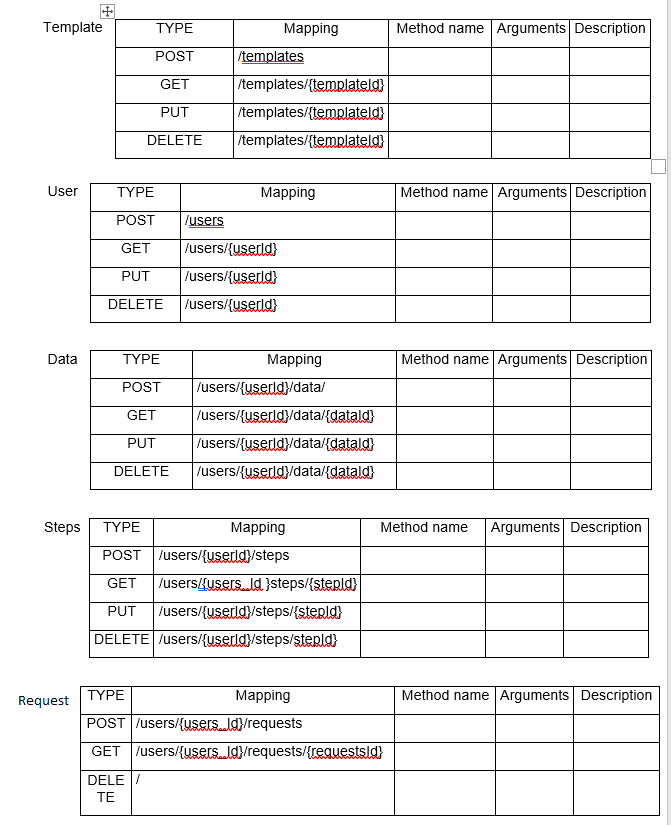 Template
TYPE Mapping Method name Arguments Description
POST /templates
GET /templates/{templateId}
PUT /templates/{templateId}
DELETE /templates/{templateId}
User
TYPE Mapping Method name Arguments Description
POST /users
GET /users/{userId}
PUT /users/{userId}
DELETE /users/{userId}
Data
TYPE Mapping Method name Arguments Description
POST /users/{userId}/data/
GET /users/{userId}/data/{dataId}
PUT /users/{userId}/data/{dataId}
DELETE /users/{userId}/data/{dataId}
Steps
TYPE Mapping Method name Arguments Description
POST /users/{userId}/steps
GET /users/{users_Id }steps/{stepId}
PUT /users/{userId}/steps/{stepId}
DELETE /users/{userId}/steps/stepId}
Request
TYPE Mapping Method name Arguments Description
POST /users/{users_Id}/requests
GET /users/{users_Id}/requests/{requestsId}
DELE /
TE